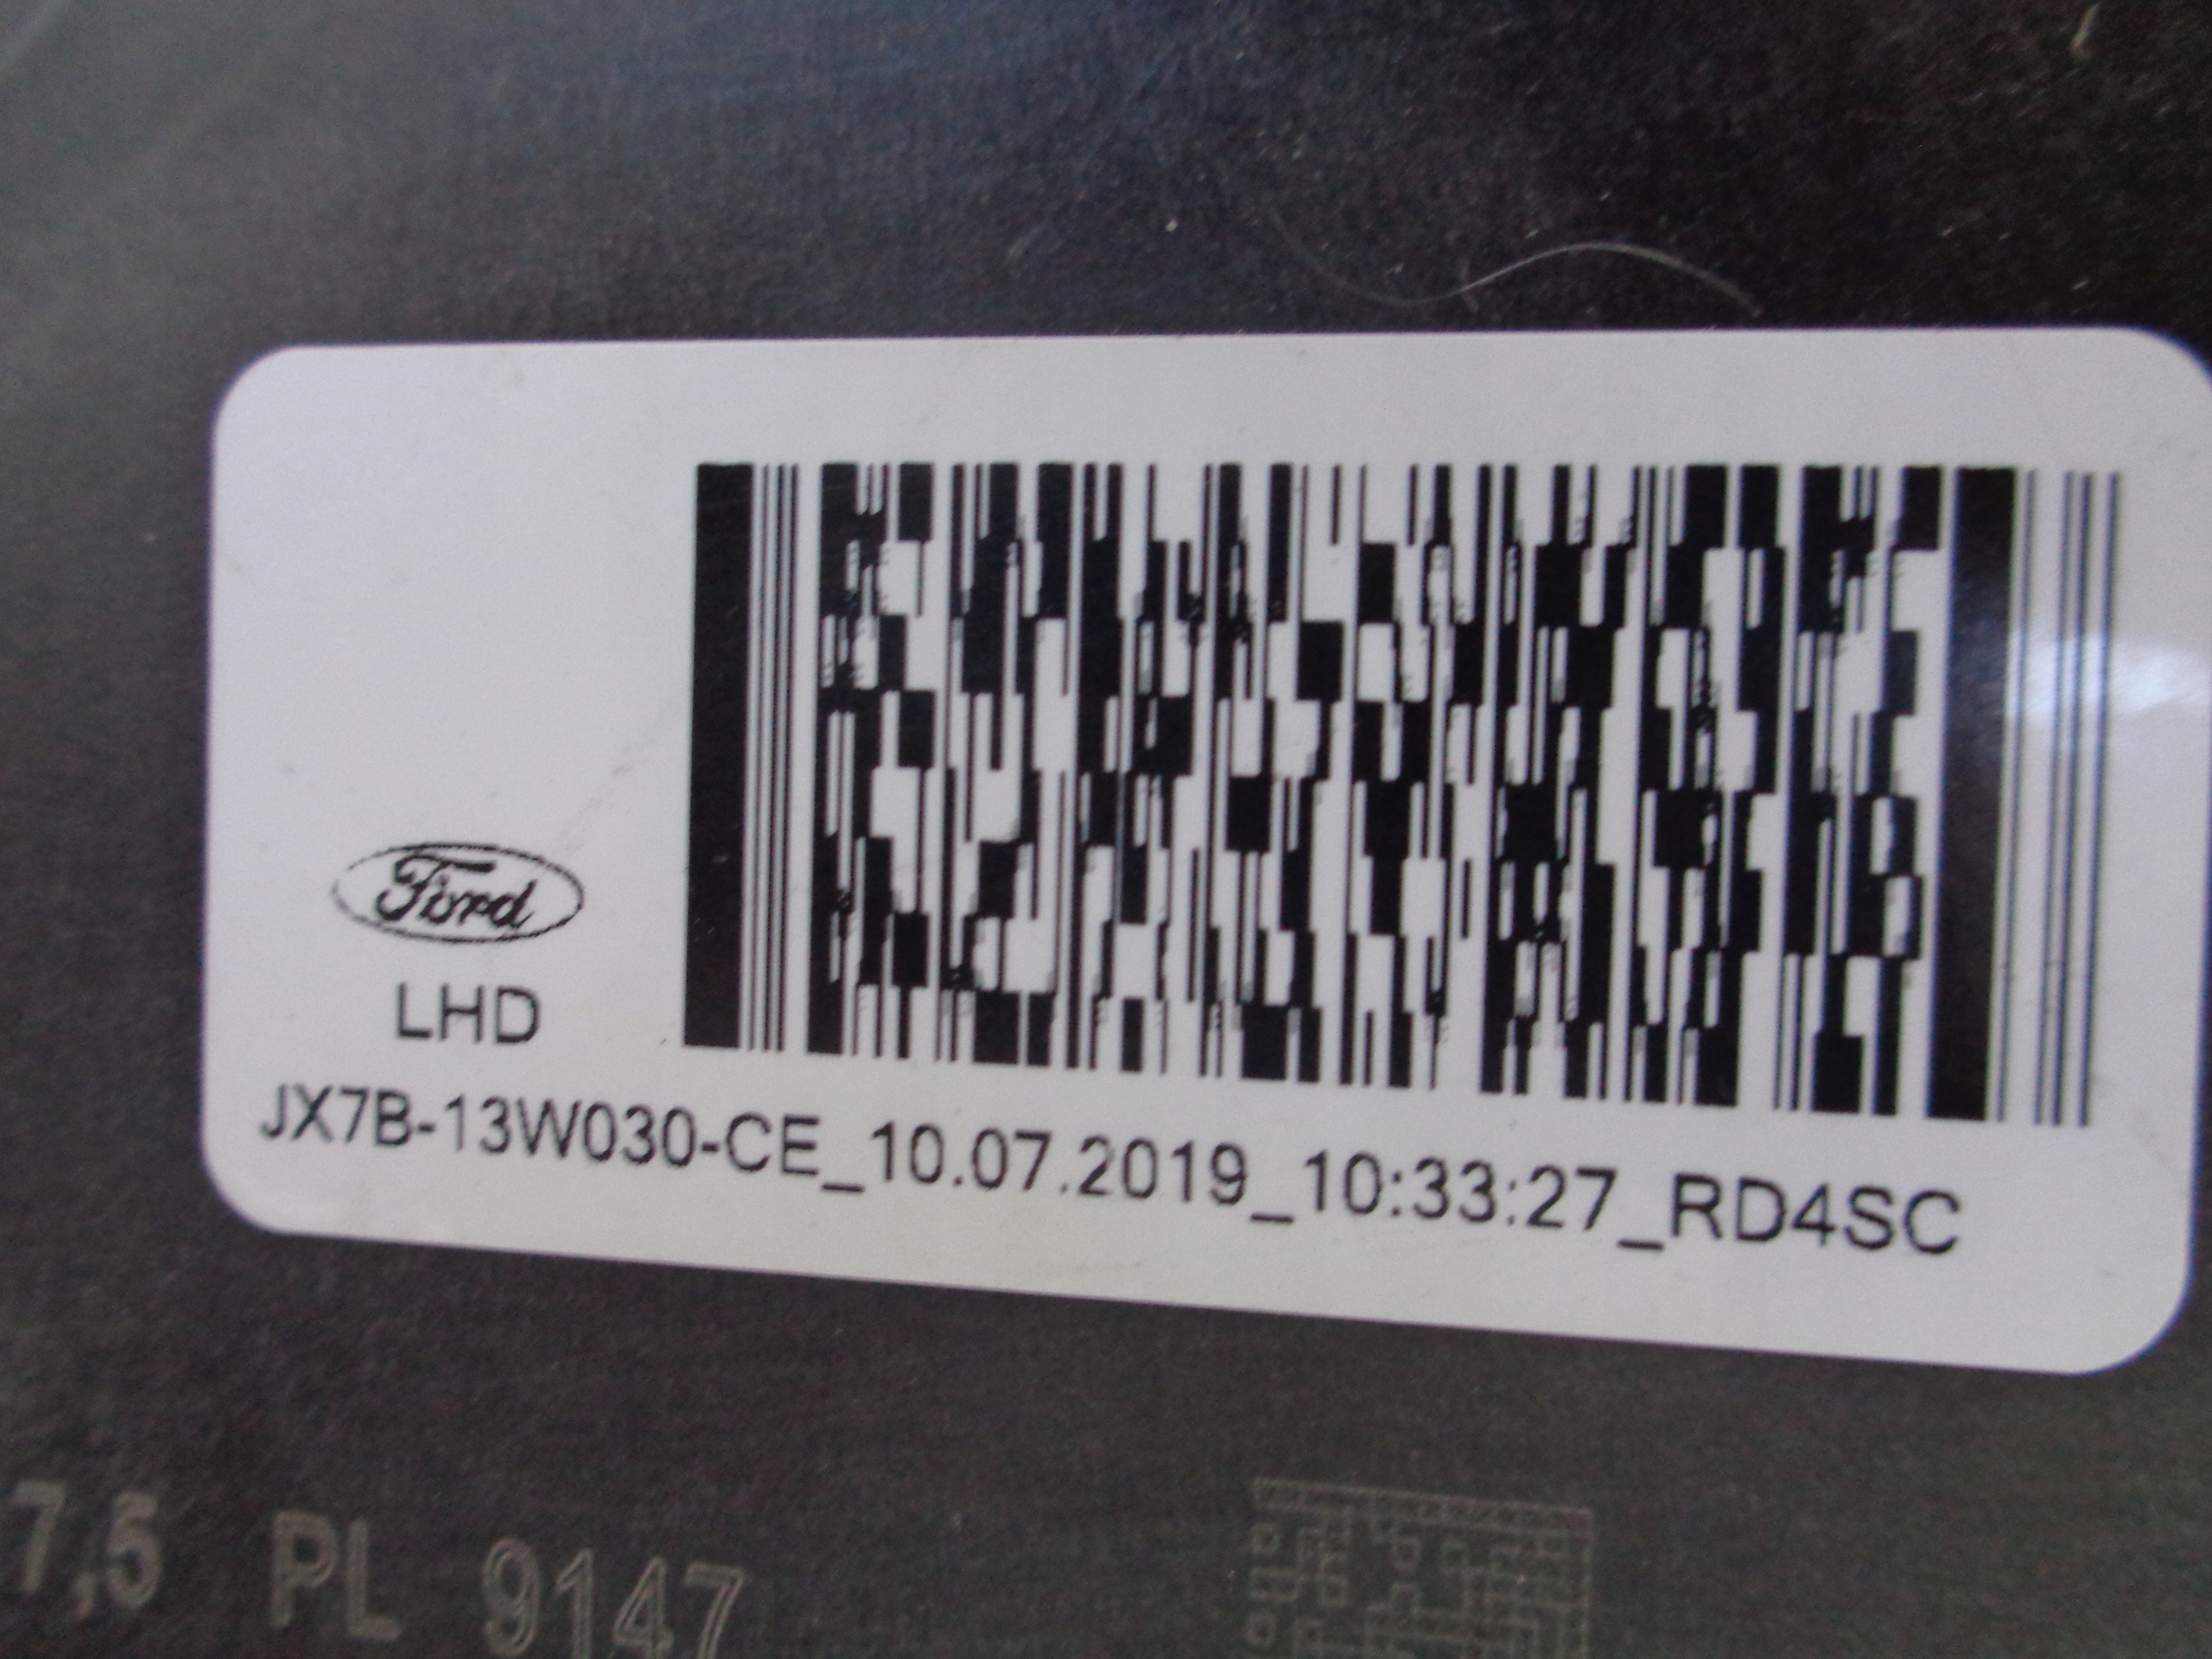 Ford
LHD
JX7B-13W030-CE_10.07.2019_10:33:27_RD4SC
7,5 PL 9147